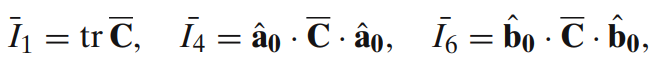 Ī₁ = tr C̅,   Ī₄ = â₀ · C̅ · â₀,   Ī₆ = b̂₀ · C̅ · b̂₀,